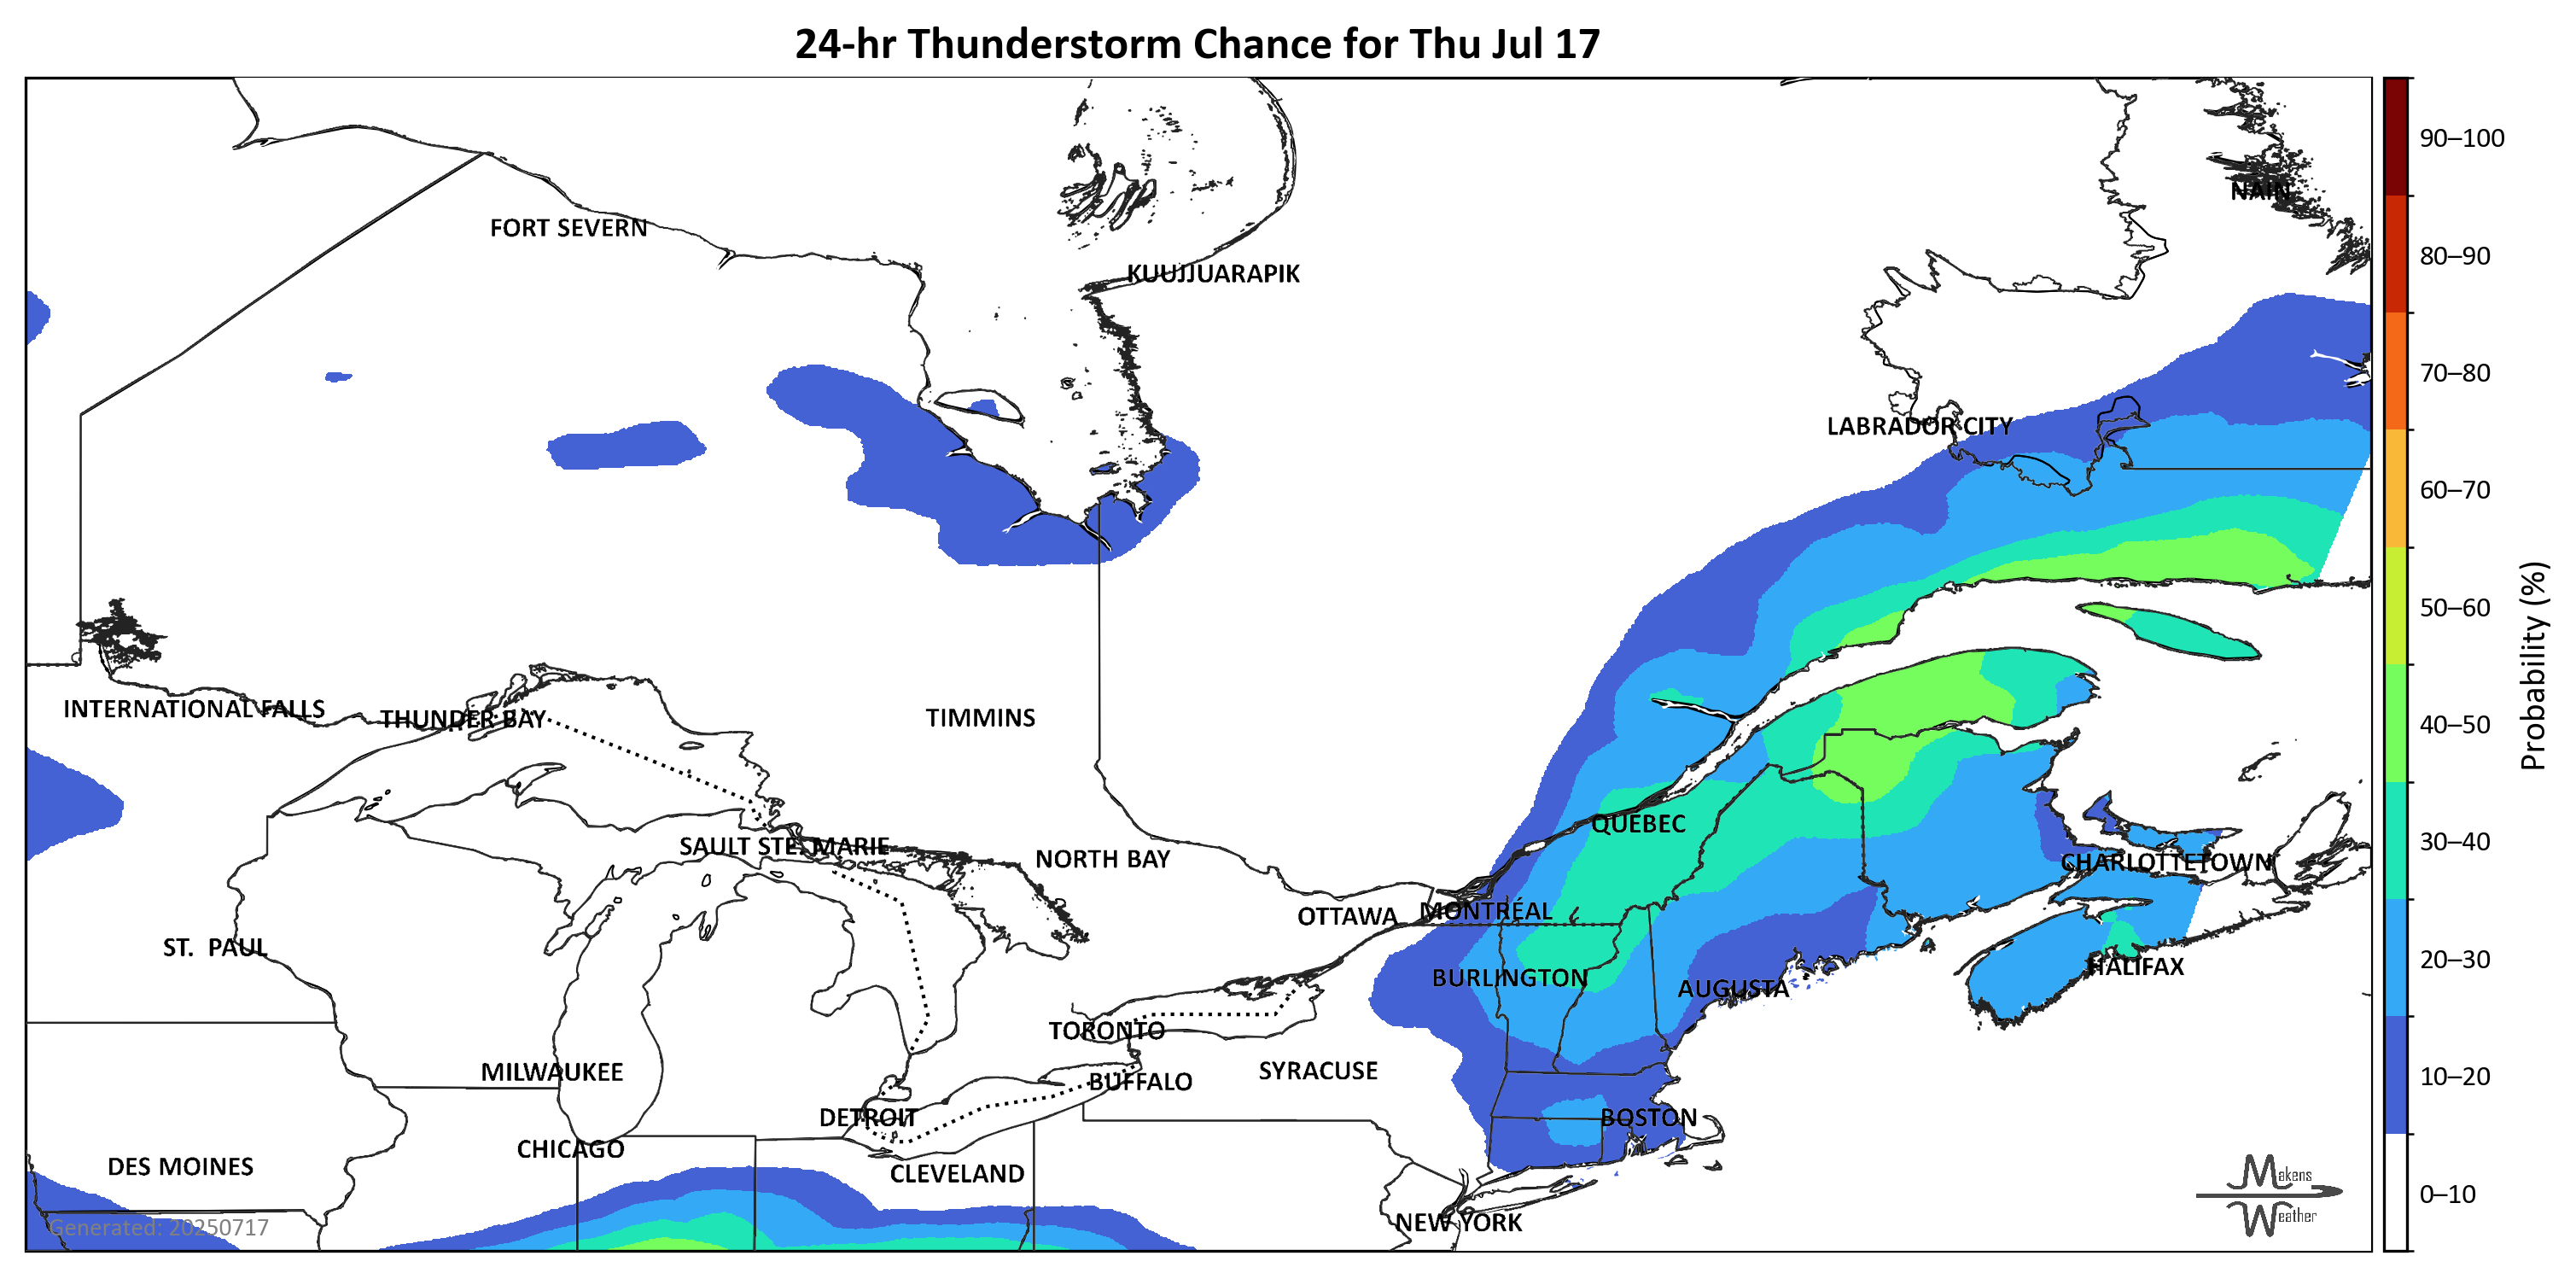 24-hr Thunderstorm Chance for Thu Jul 17
NAIN
FORT SEVERN
KUUJJUARAPIK
LABRADOR CITY
INTERNATIONAL FALLS
THUNDER BAY
TIMMINS
QUEBEC
SAULT STE. MARIE
NORTH BAY
CHARLOTTETOWN
OTTAWA
MONTRÉAL
ST. PAUL
HALIFAX
BURLINGTON
AUGUSTA
TORONTO
MILWAUKEE
SYRACUSE
BUFFALO
DETROIT
BOSTON
CHICAGO
DES MOINES
CLEVELAND
NEW YORK
Generated: 20250717
Makens
Weather
90–100
80–90
70–80
60–70
50–60
40–50
30–40
20–30
10–20
0–10
Probability (%)